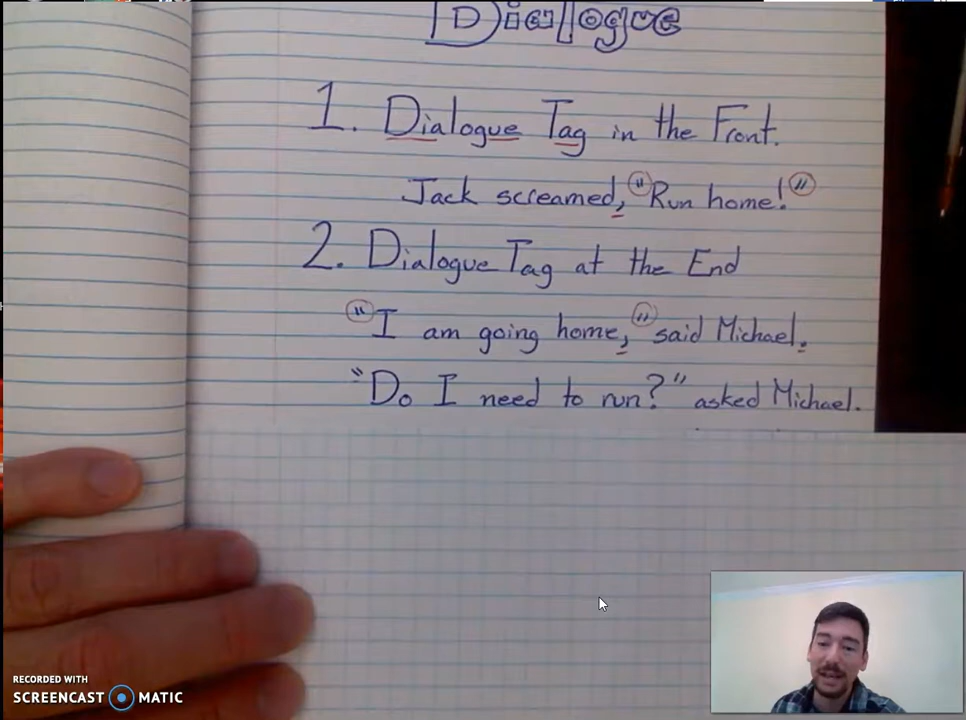 Dialogue
1. Dialogue Tag in the Front.
Jack screamed, "Run home!"
2. Dialogue Tag at the End
"I am going home," said Michael.
"Do I need to run?" asked Michael.
RECORDED WITH
SCREENCAST MATIC